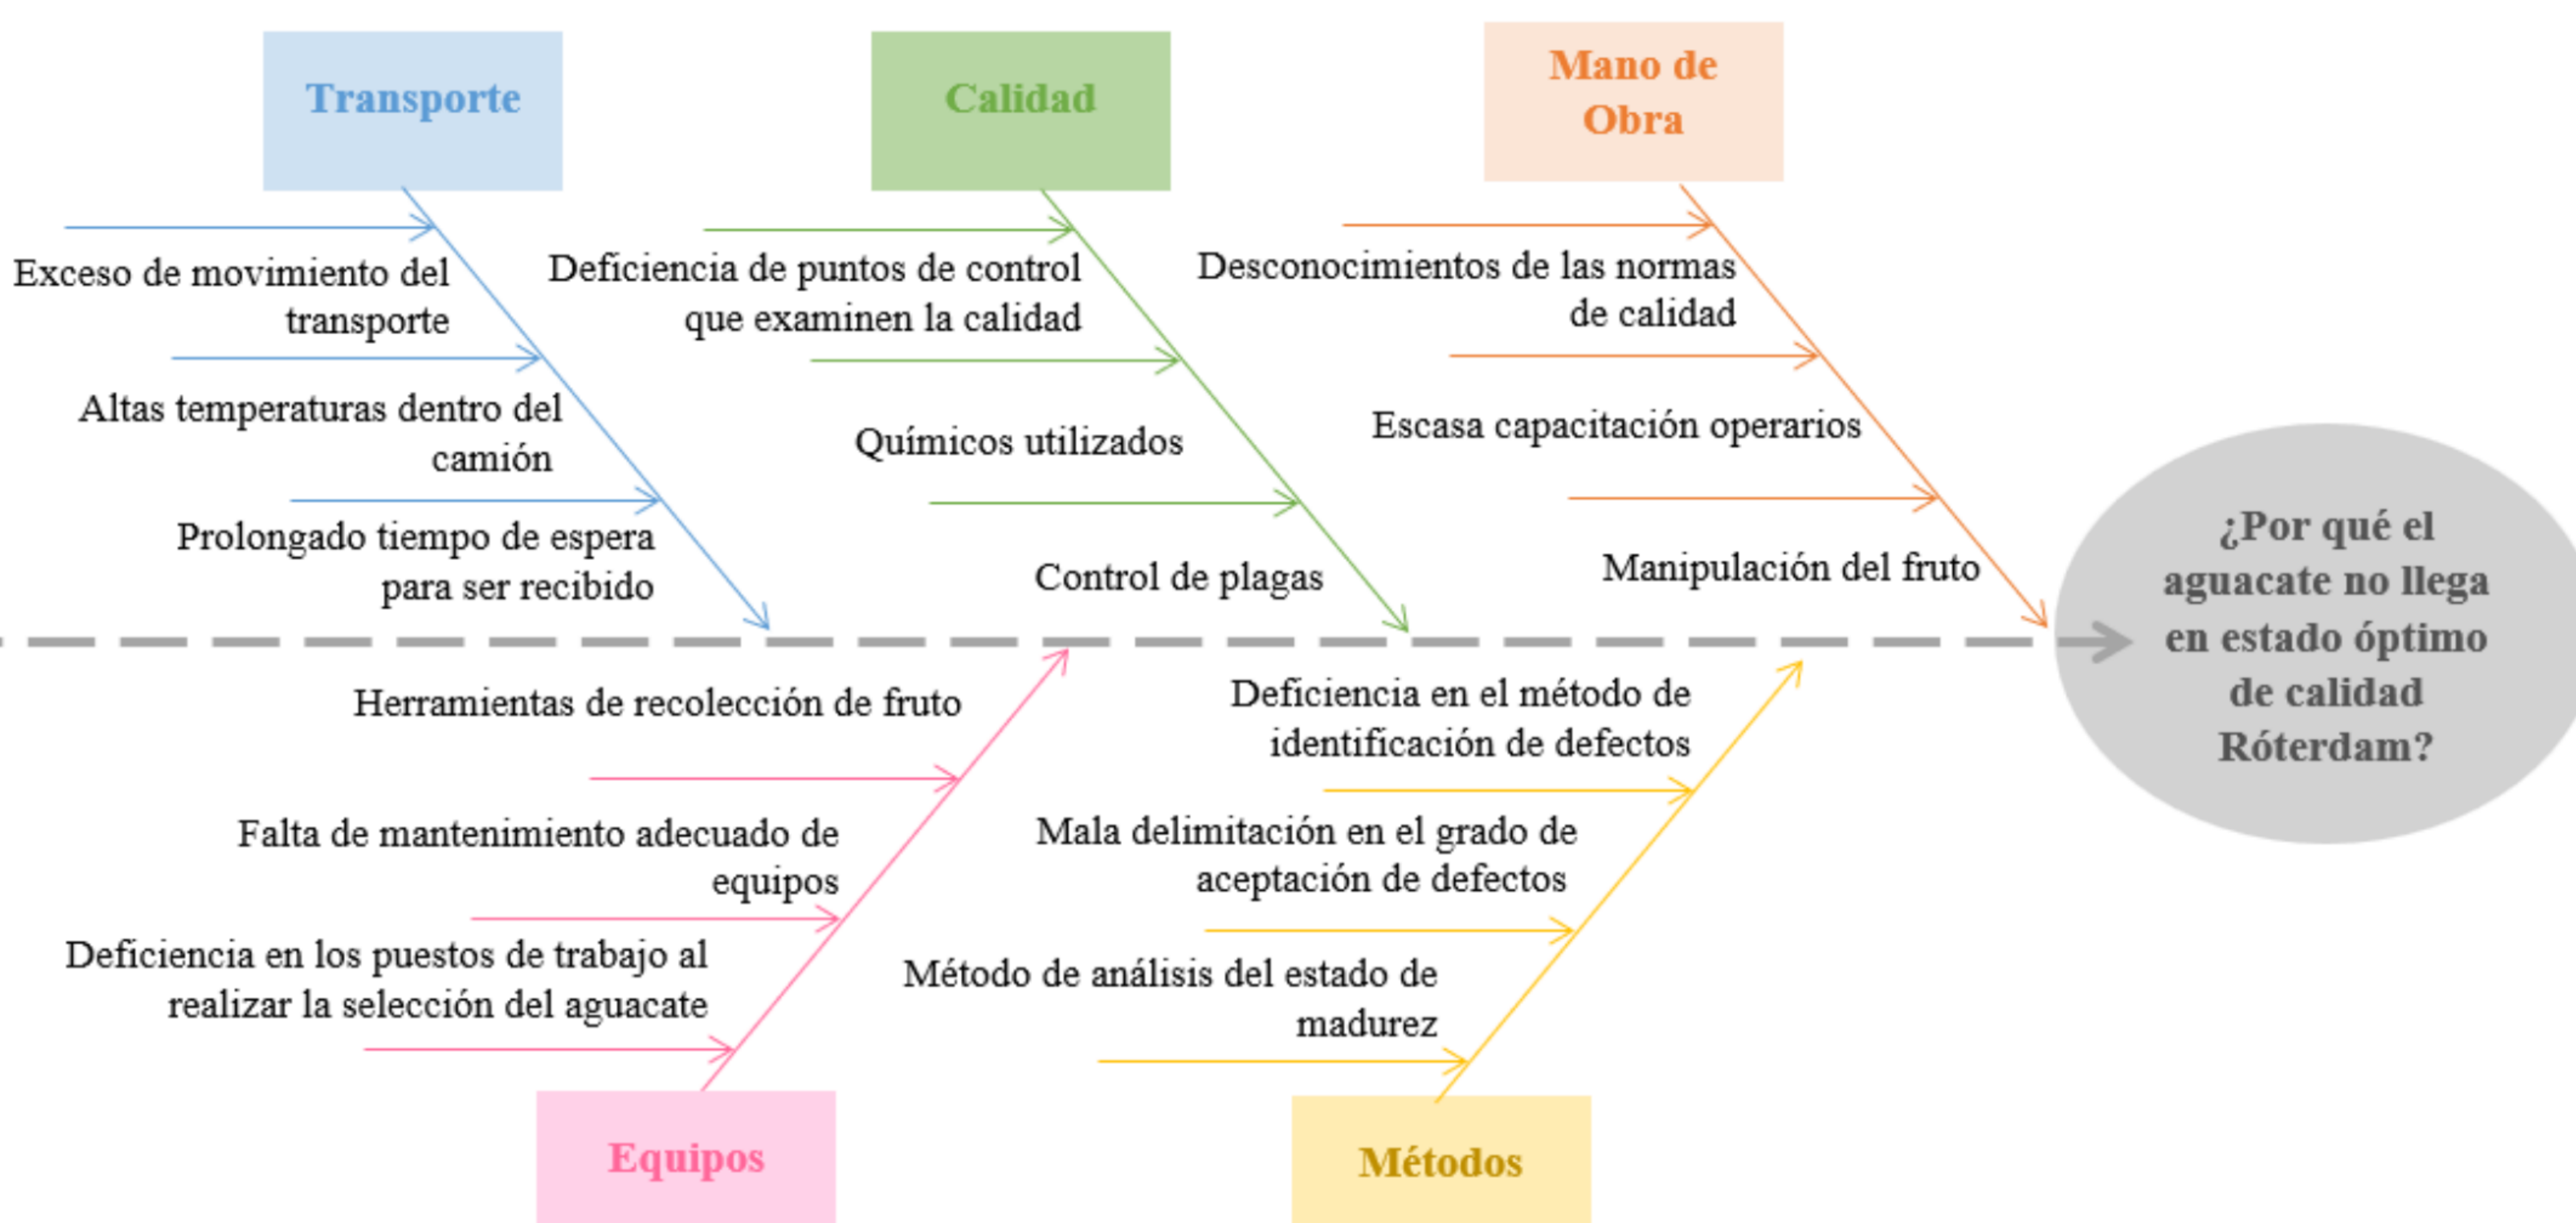 Transporte
Exceso de movimiento del
transporte
Altas temperaturas dentro del
camión
Prolongado tiempo de espera
para ser recibido
Calidad
Deficiencia de puntos de control
que examinen la calidad
Químicos utilizados
Control de plagas
Mano de
Obra
Desconocimientos de las normas
de calidad
Escasa capacitación operarios
Manipulación del fruto
¿Por qué el
aguacate no llega
en estado óptimo
de calidad
Róterdam?
Herramientas de recolección de fruto
Falta de mantenimiento adecuado de
equipos
Deficiencia en los puestos de trabajo al
realizar la selección del aguacate
Equipos
Deficiencia en el método de
identificación de defectos
Mala delimitación en el grado de
aceptación de defectos
Método de análisis del estado de
madurez
Métodos